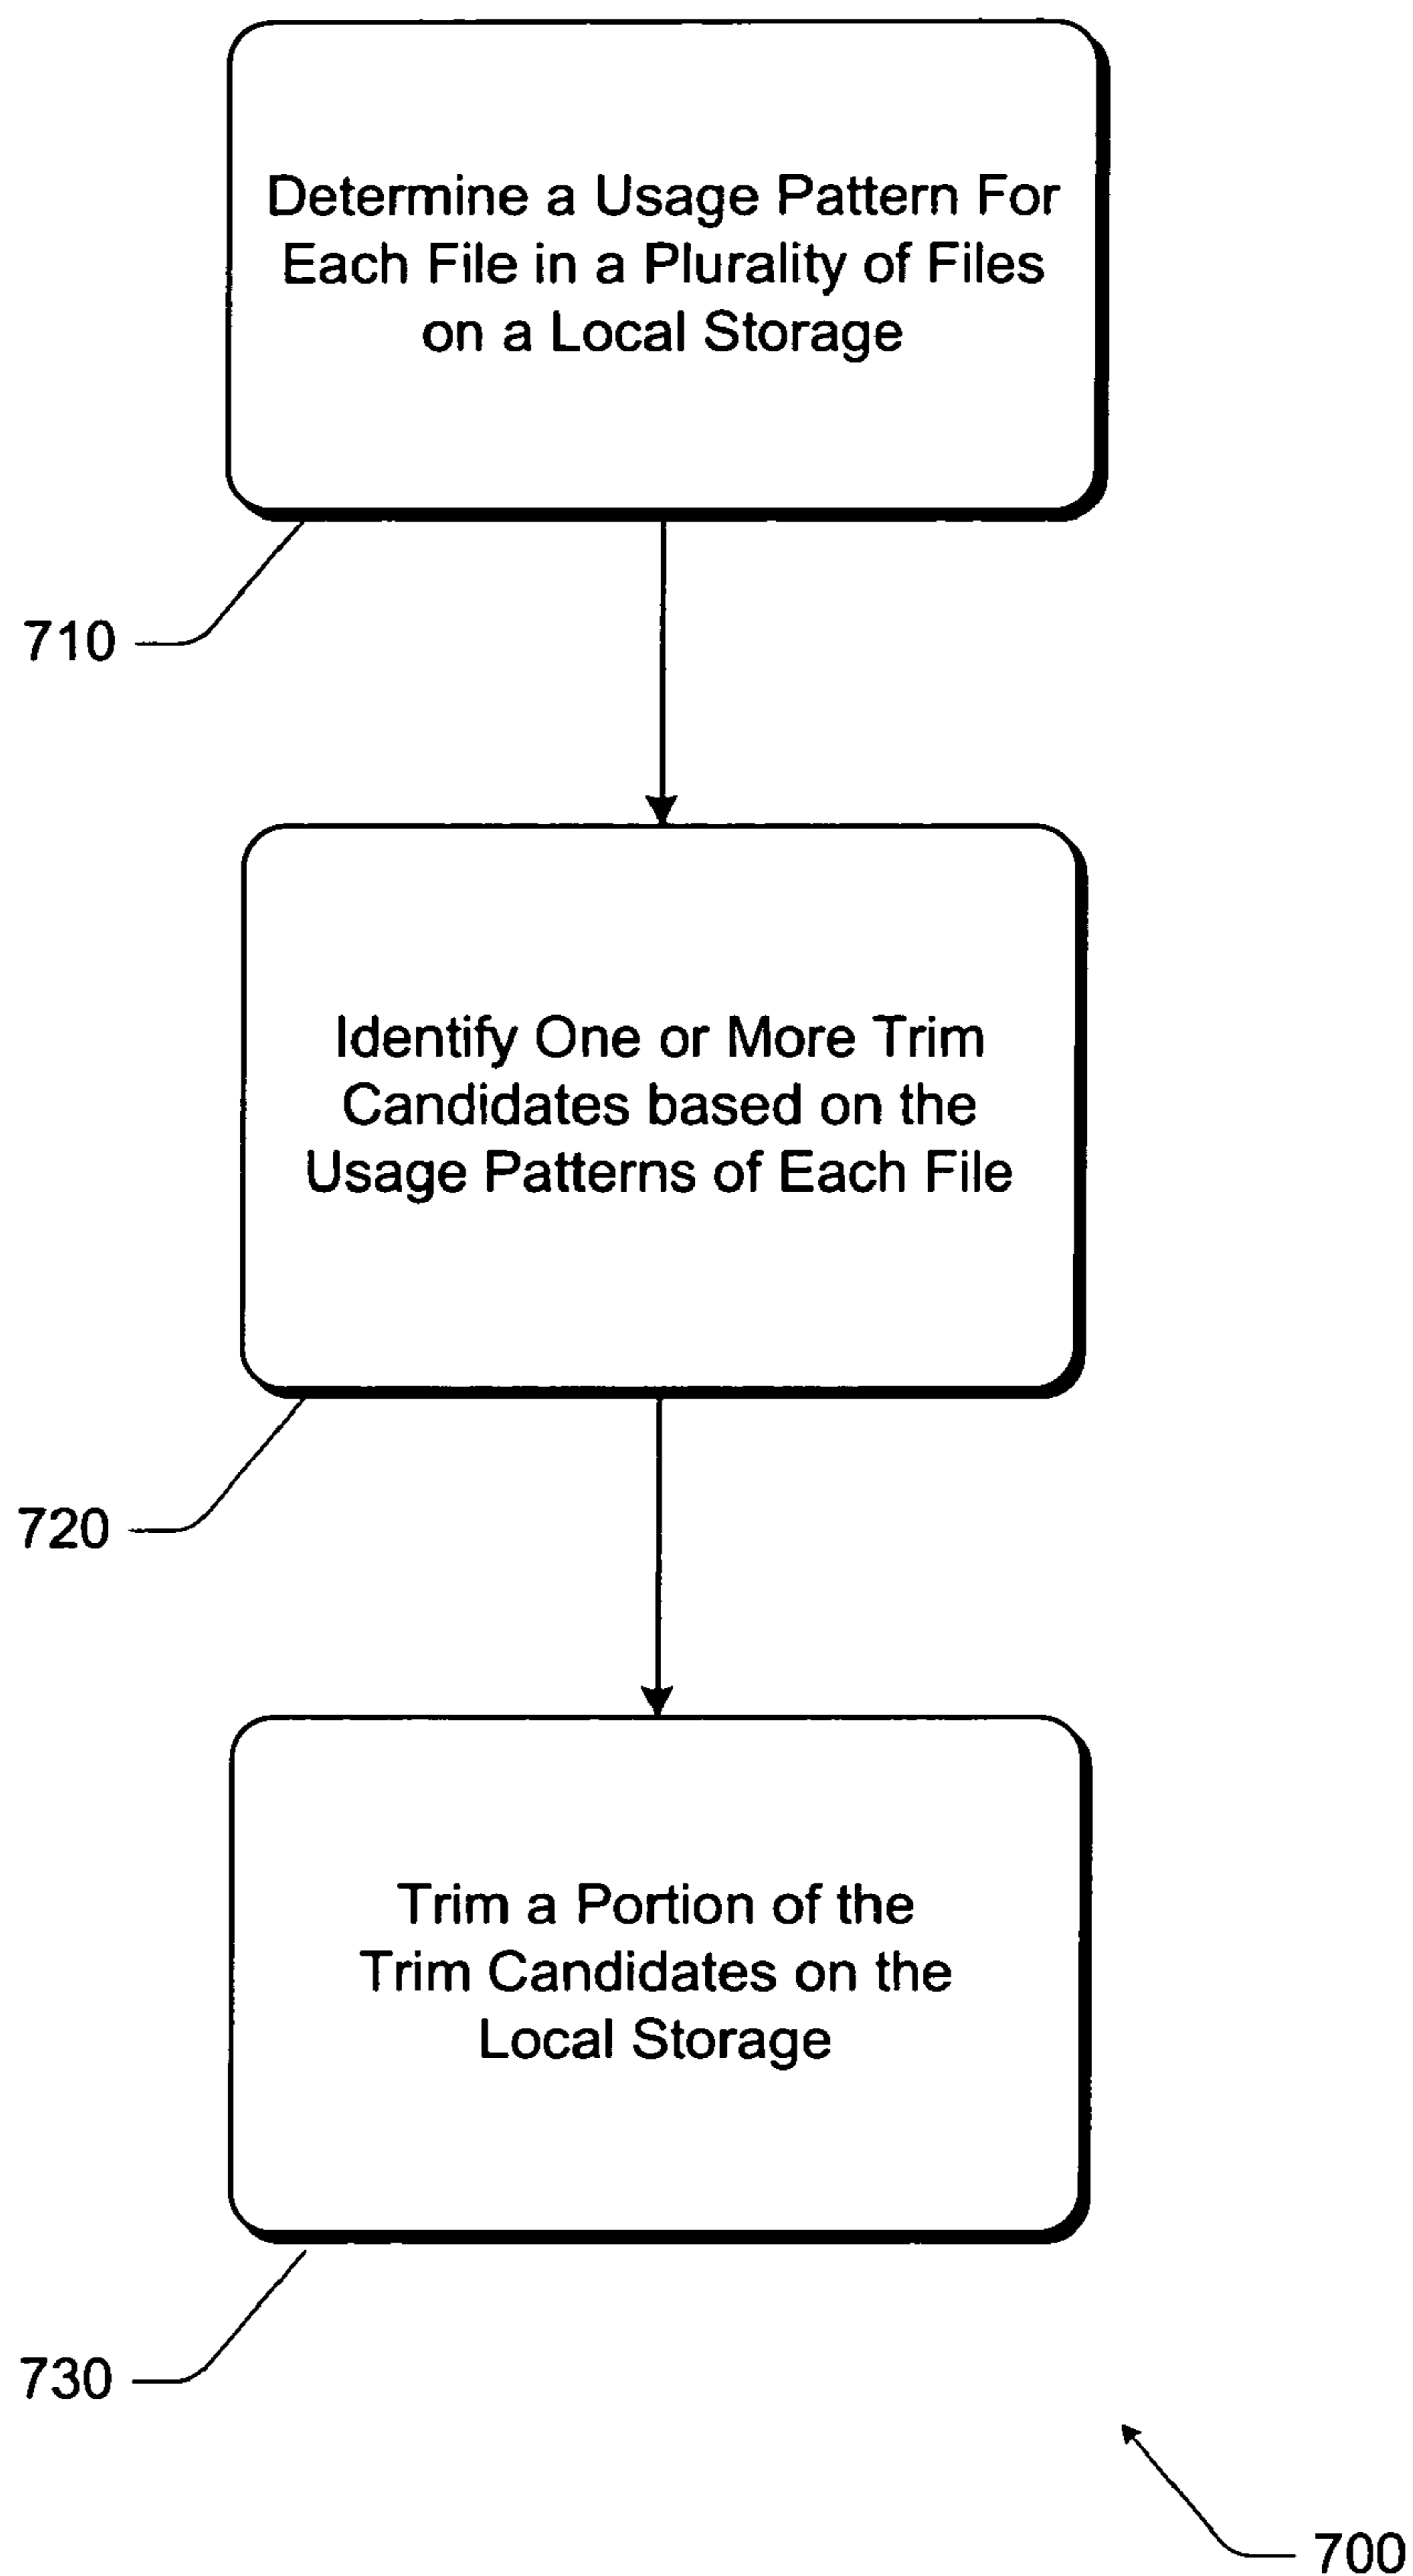 Determine a Usage Pattern For
Each File in a Plurality of Files
on a Local Storage
710
Identify One or More Trim
Candidates based on the
Usage Patterns of Each File
720
Trim a Portion of the
Trim Candidates on the
Local Storage
730
700